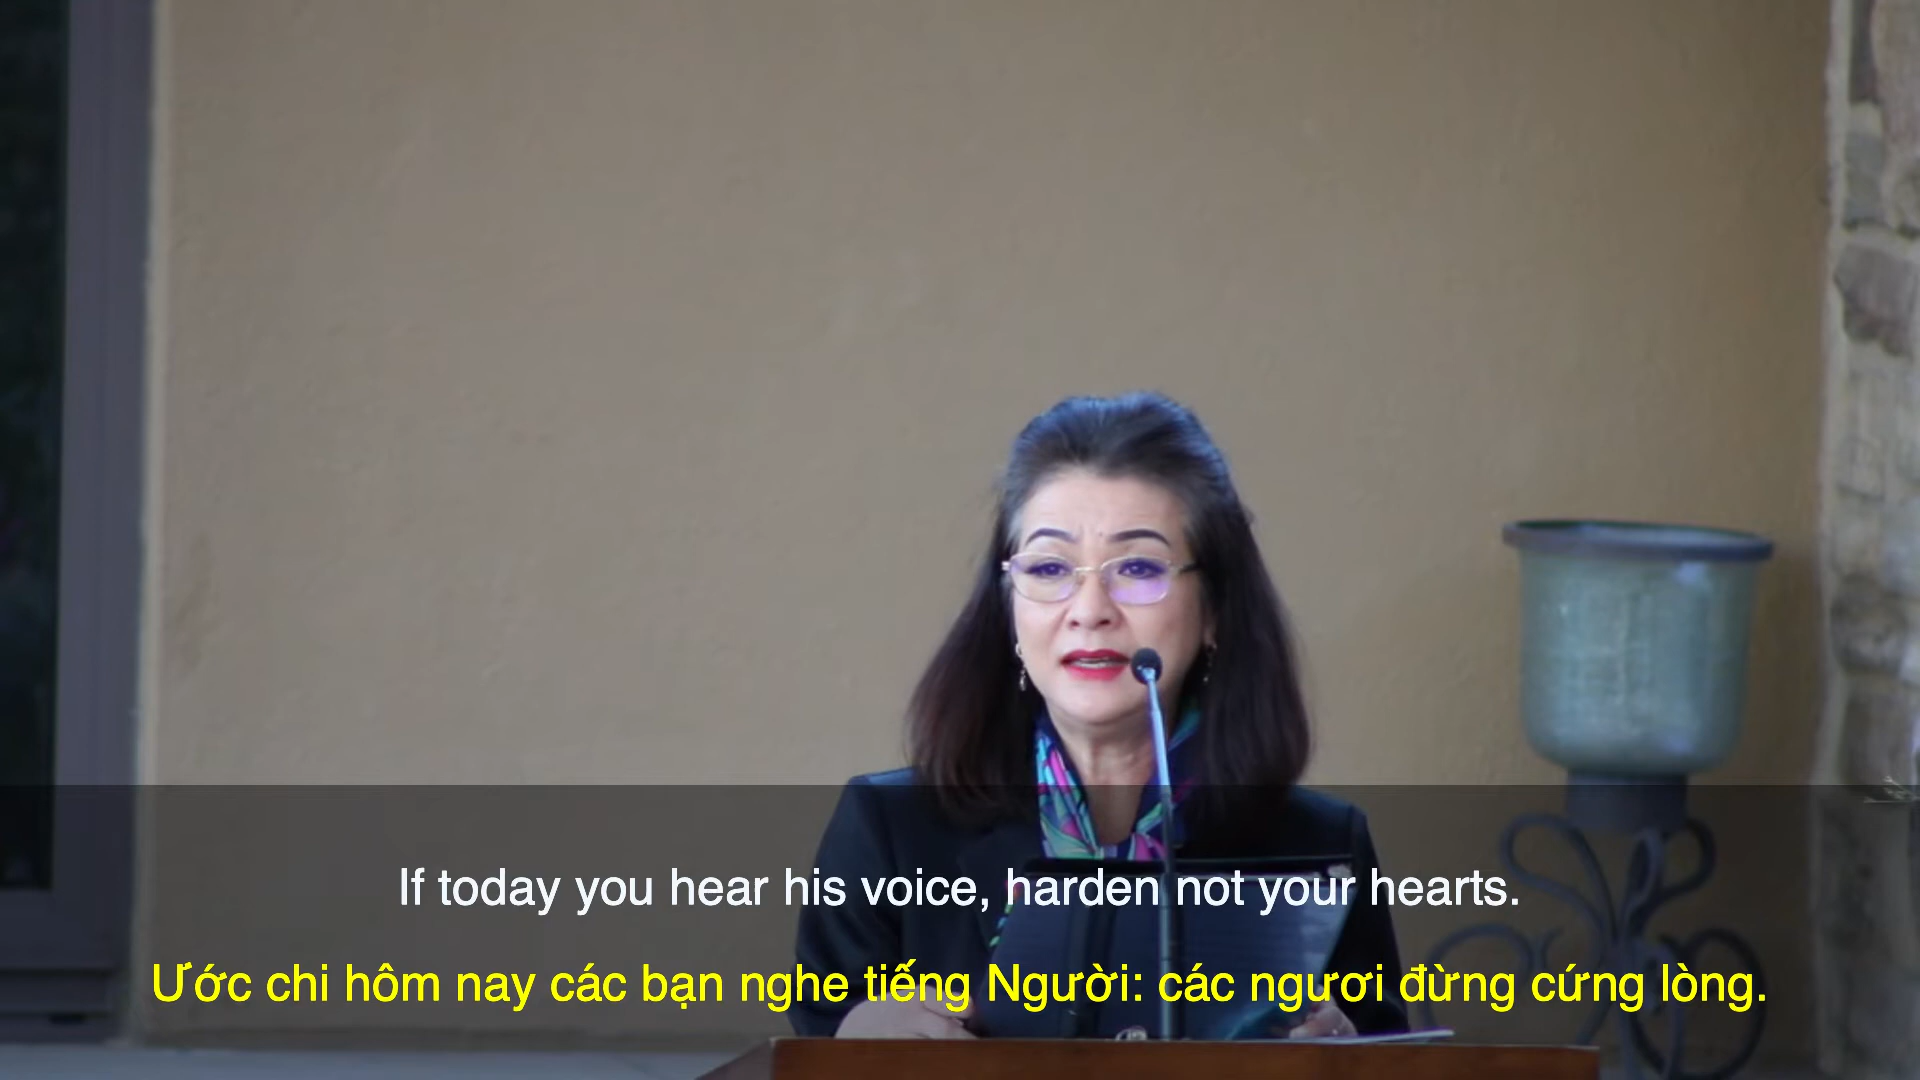 If today you hear his voice, harden not your hearts.
Ước chi hôm nay các bạn nghe tiếng Người: các ngươi đừng cứng lòng.